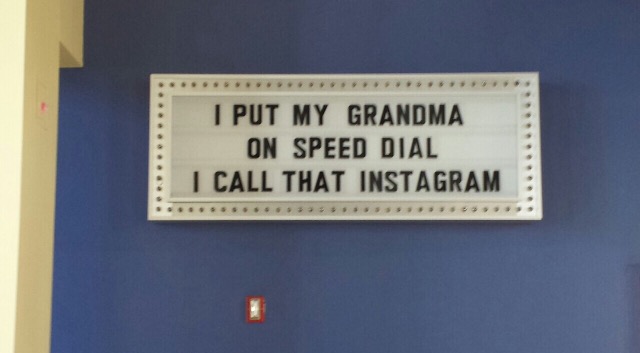 I PUT MY GRANDMA
ON SPEED DIAL
I CALL THAT INSTAGRAM